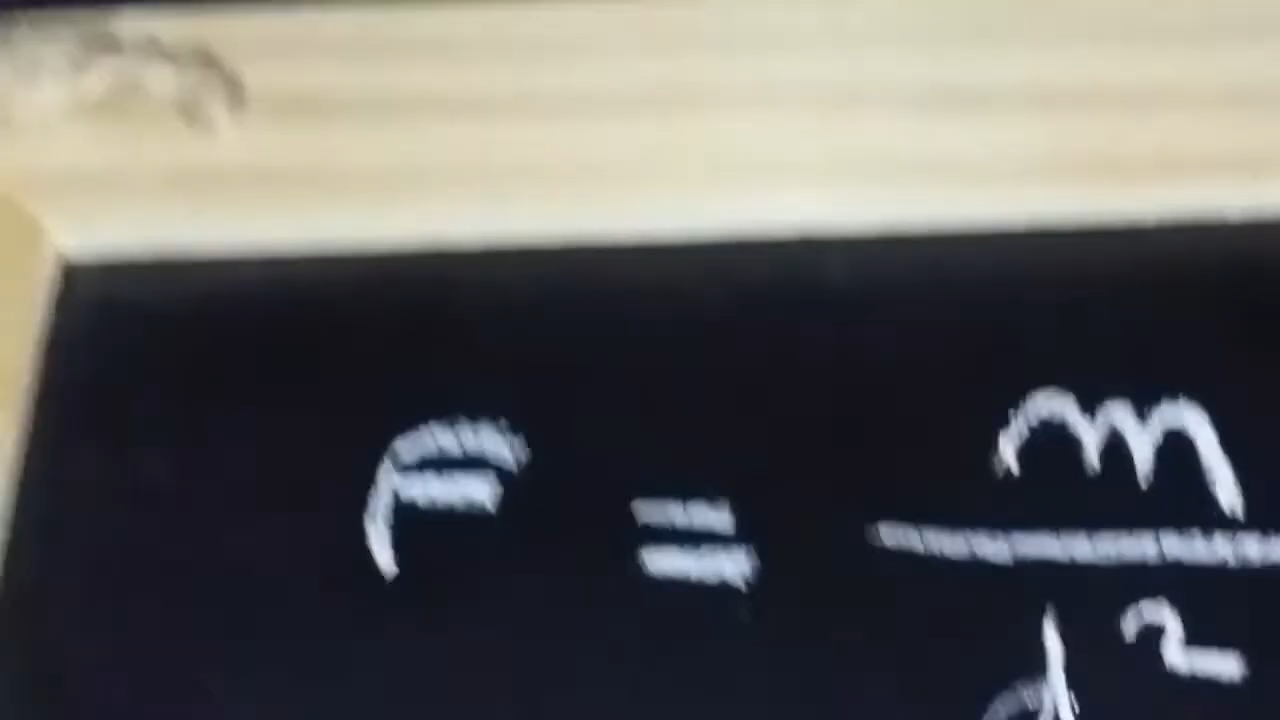 F = m
d²